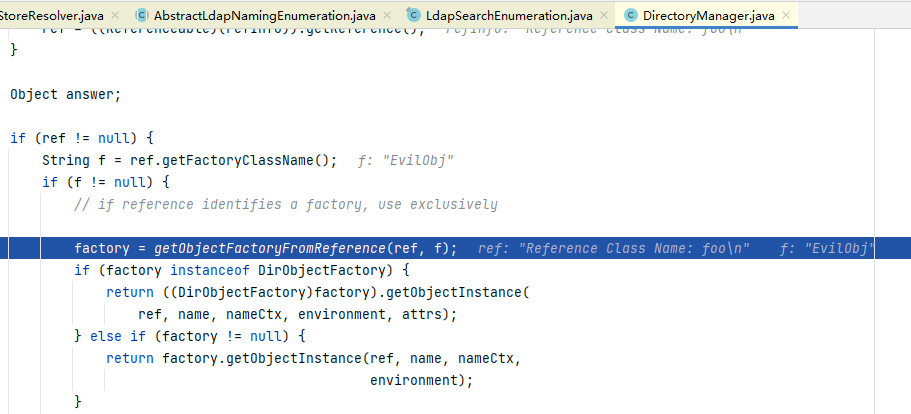 StoreResolver.java AbstractLdapNamingEnumeration.java LdapSearchEnumeration.java DirectoryManager.java
ref = ((Referenceable)(refInfo)).getReference(); refInfo: "Reference Class Name: foo\n"
}
Object answer;
if (ref != null) {
String f = ref.getFactoryClassName(); f: "EvilObj"
if (f != null) {
// if reference identifies a factory, use exclusively
factory = getObjectFactoryFromReference(ref, f); ref: "Reference Class Name: foo\n" f: "EvilObj"
if (factory instanceof DirObjectFactory) {
return ((DirObjectFactory)factory).getObjectInstance(
ref, name, nameCtx, environment, attrs);
} else if (factory != null) {
return factory.getObjectInstance(ref, name, nameCtx,
environment);
}